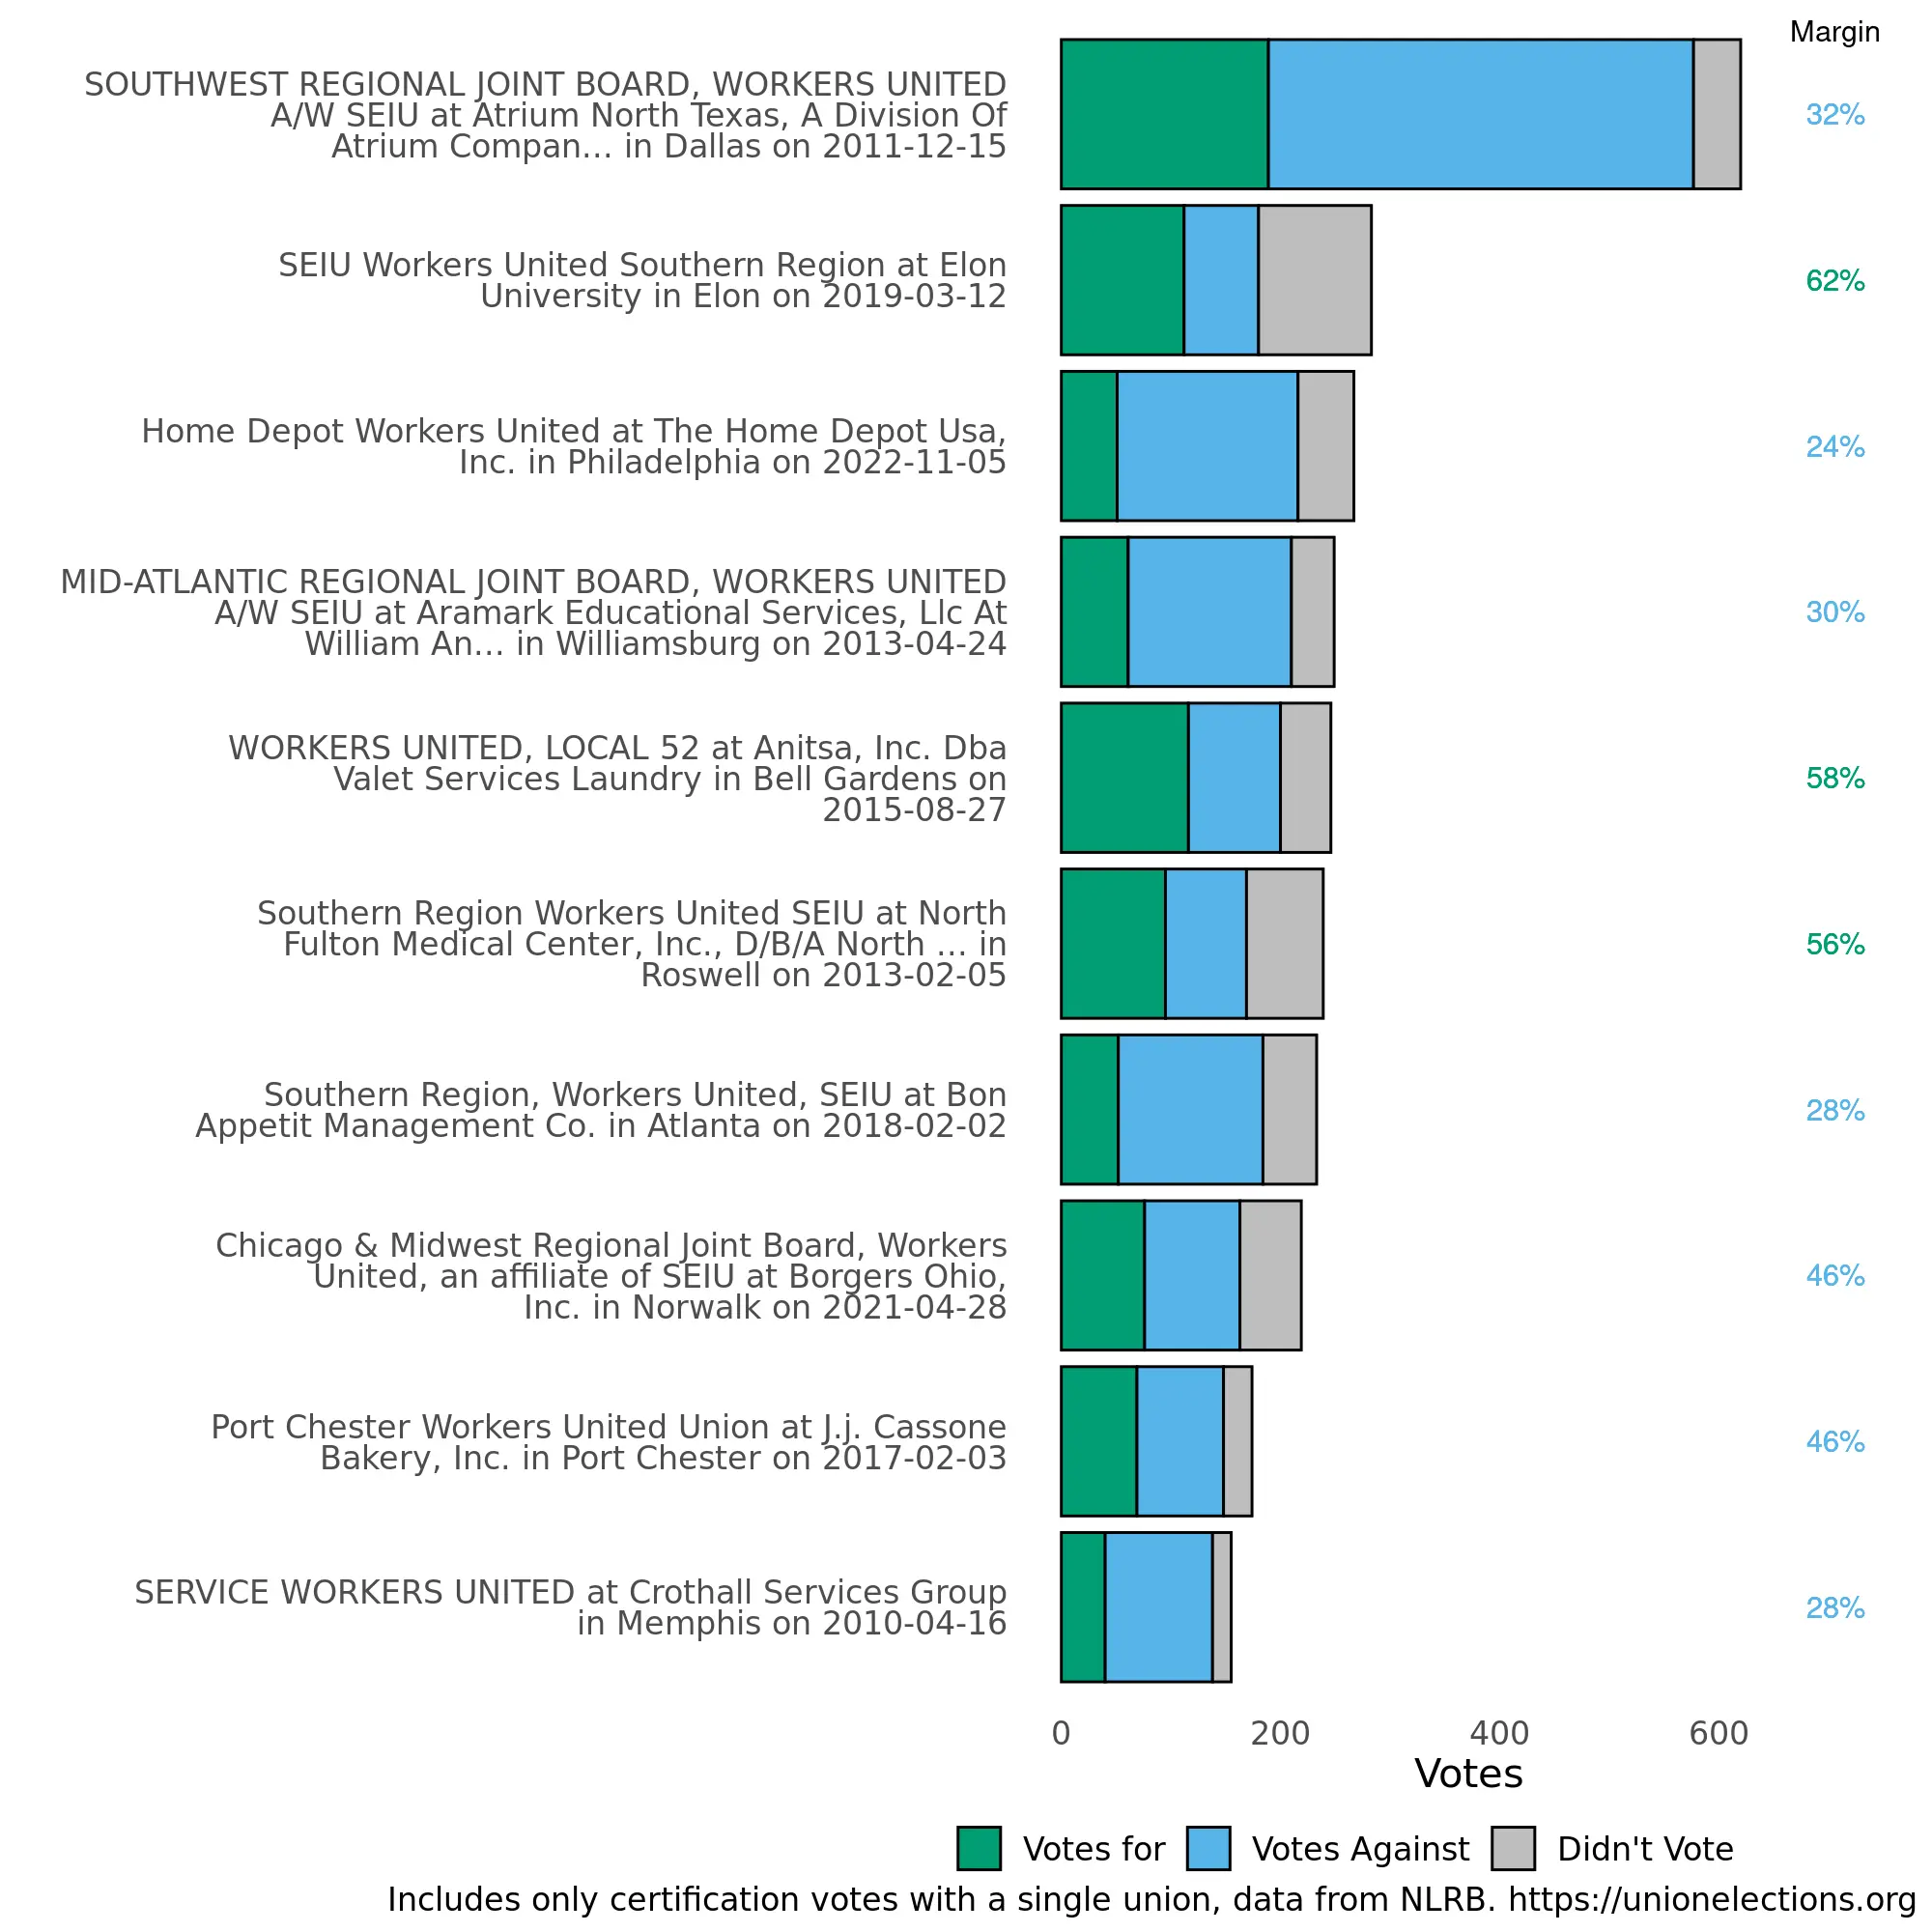 Margin
SOUTHWEST REGIONAL JOINT BOARD, WORKERS UNITED
A/W SEIU at Atrium North Texas, A Division Of
Atrium Compan... in Dallas on 2011-12-15
32%
SEIU Workers United Southern Region at Elon
University in Elon on 2019-03-12
62%
Home Depot Workers United at The Home Depot Usa,
Inc. in Philadelphia on 2022-11-05
24%
MID-ATLANTIC REGIONAL JOINT BOARD, WORKERS UNITED
A/W SEIU at Aramark Educational Services, Llc At
William An... in Williamsburg on 2013-04-24
30%
WORKERS UNITED, LOCAL 52 at Anitsa, Inc. Dba
Valet Services Laundry in Bell Gardens on
2015-08-27
58%
Southern Region Workers United SEIU at North
Fulton Medical Center, Inc., D/B/A North ... in
Roswell on 2013-02-05
56%
Southern Region, Workers United, SEIU at Bon
Appetit Management Co. in Atlanta on 2018-02-02
28%
Chicago & Midwest Regional Joint Board, Workers
United, an affiliate of SEIU at Borgers Ohio,
Inc. in Norwalk on 2021-04-28
46%
Port Chester Workers United Union at J.j. Cassone
Bakery, Inc. in Port Chester on 2017-02-03
46%
SERVICE WORKERS UNITED at Crothall Services Group
in Memphis on 2010-04-16
28%
0 200 400 600
Votes
Votes for Votes Against Didn't Vote
Includes only certification votes with a single union, data from NLRB. https://unionelections.org